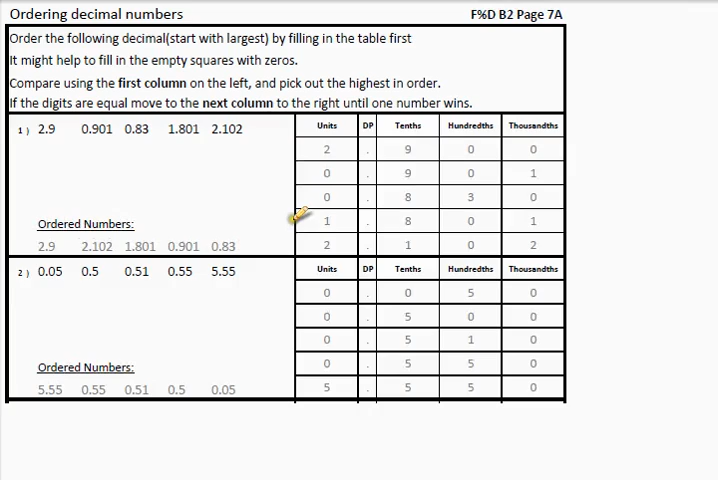 Ordering decimal numbers F%D B2 Page 7A
Order the following decimal(start with largest) by filling in the table first
It might help to fill in the empty squares with zeros.
Compare using the first column on the left, and pick out the highest in order.
If the digits are equal move to the next column to the right until one number wins.
1 ) 2.9 0.901 0.83 1.801 2.102
Units DP Tenths Hundredths Thousandths
2 . 9 0 0
0 . 9 0 1
0 . 8 3 0
1 . 8 0 1
2 . 1 0 2
Ordered Numbers:
2.9 2.102 1.801 0.901 0.83
2 ) 0.05 0.5 0.51 0.55 5.55
Units DP Tenths Hundredths Thousandths
0 . 0 5 0
0 . 5 0 0
0 . 5 1 0
0 . 5 5 0
5 . 5 5 0
Ordered Numbers:
5.55 0.55 0.51 0.5 0.05